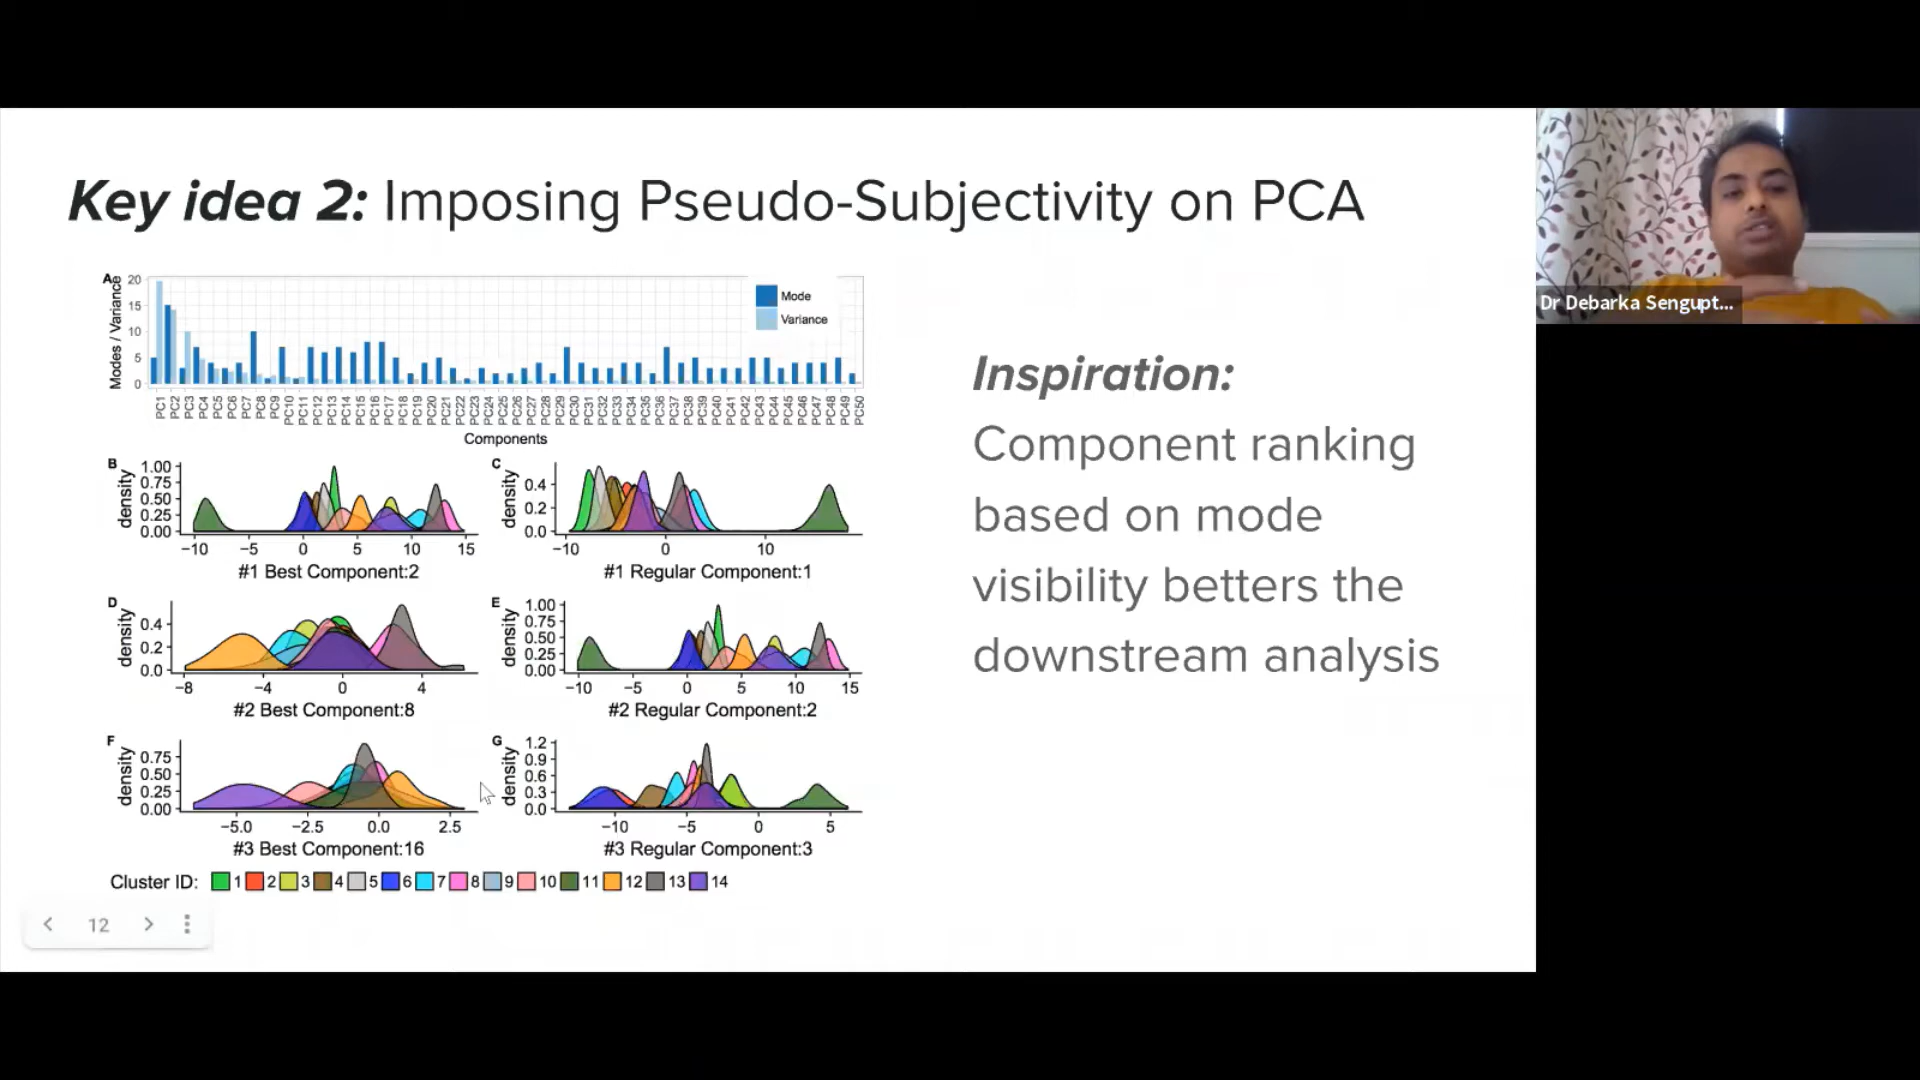 Key idea 2: Imposing Pseudo-Subjectivity on PCA
A
Modes / Variance
20
15
10
5
0
Mode
Variance
PC1 PC2 PC3 PC4 PC5 PC6 PC7 PC8 PC9 PC10 PC11 PC12 PC13 PC14 PC15 PC16 PC17 PC18 PC19 PC20 PC21 PC22 PC23 PC24 PC25 PC26 PC27 PC28 PC29 PC30 PC31 PC32 PC33 PC34 PC35 PC36 PC37 PC38 PC39 PC40 PC41 PC42 PC43 PC44 PC45 PC46 PC47 PC48 PC49 PC50
Components
B
density
1.00
0.75
0.50
0.25
0.00
−10 −5 0 5 10 15
#1 Best Component:2
C
density
0.4
0.2
0.0
−10 0 10
#1 Regular Component:1
D
density
0.4
0.2
0.0
−8 −4 0 4
#2 Best Component:8
E
density
1.00
0.75
0.50
0.25
0.00
−10 −5 0 5 10 15
#2 Regular Component:2
F
density
0.75
0.50
0.25
0.00
−5.0 −2.5 0.0 2.5
#3 Best Component:16
G
density
1.2
0.9
0.6
0.3
0.0
−10 −5 0 5
#3 Regular Component:3
Cluster ID: 1 2 3 4 5 6 7 8 9 10 11 12 13 14
Inspiration:
Component ranking
based on mode
visibility betters the
downstream analysis
12
Dr Debarka Sengupt...